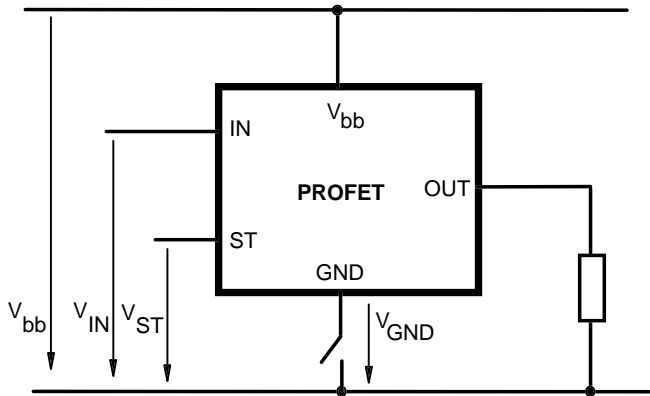 V_bb
IN
PROFET
OUT
ST
GND
V_bb
V_IN
V_ST
V_GND